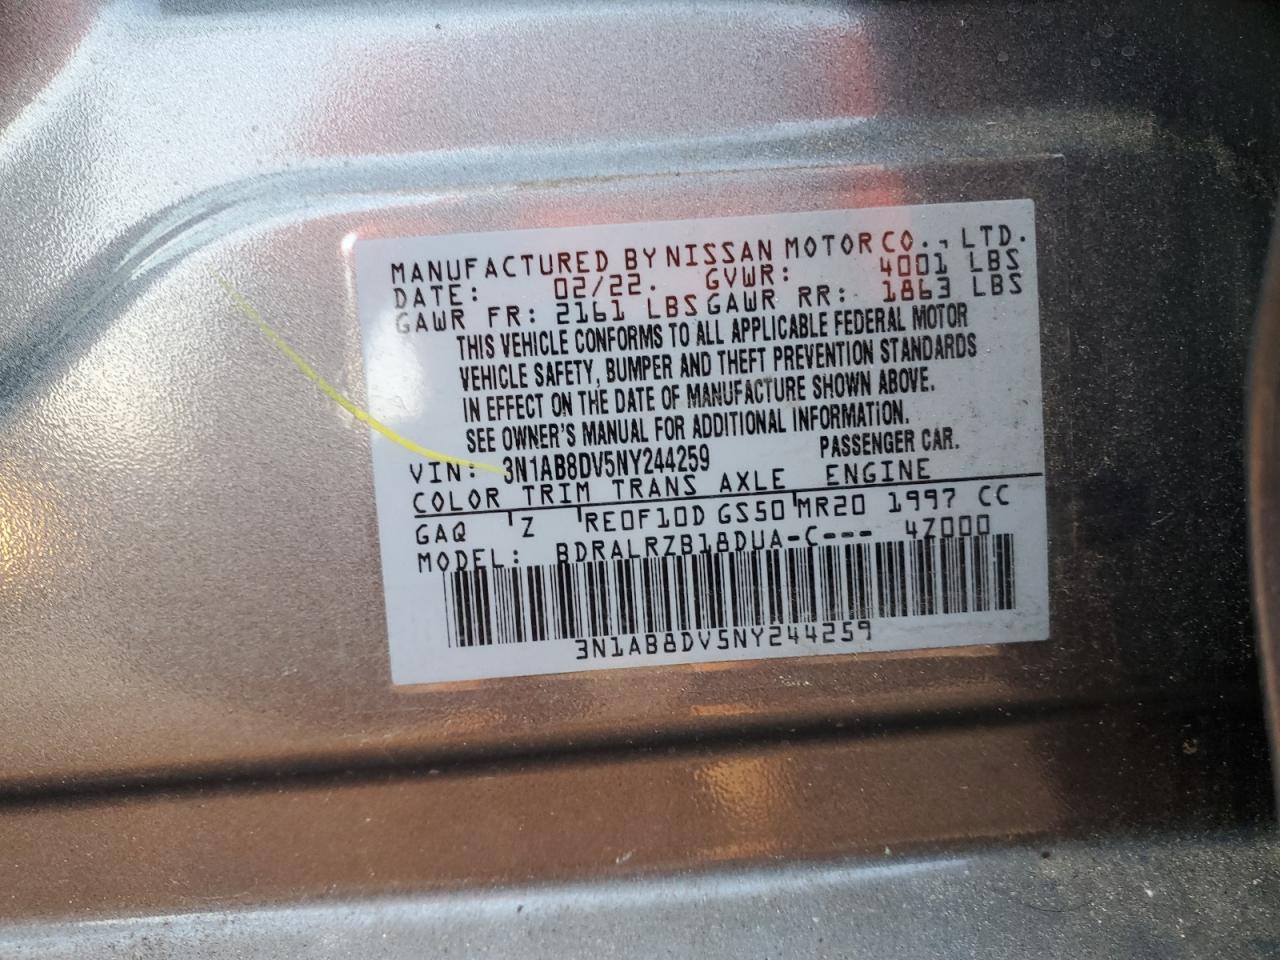 MANUFACTURED BY NISSAN MOTOR CO., LTD.
DATE: 02/22. GVWR: 4001 LBS
GAWR FR: 2161 LBS GAWR RR: 1863 LBS
THIS VEHICLE CONFORMS TO ALL APPLICABLE FEDERAL MOTOR
VEHICLE SAFETY, BUMPER AND THEFT PREVENTION STANDARDS
IN EFFECT ON THE DATE OF MANUFACTURE SHOWN ABOVE.
SEE OWNER'S MANUAL FOR ADDITIONAL INFORMATION.
VIN: 3N1AB8DV5NY244259 PASSENGER CAR.
COLOR TRIM TRANS AXLE ENGINE
GAQ Z RE0F10D GS50 MR20 1997 CC
MODEL: BDRALRZB18DUA-C--- 4Z000
3N1AB8DV5NY244259